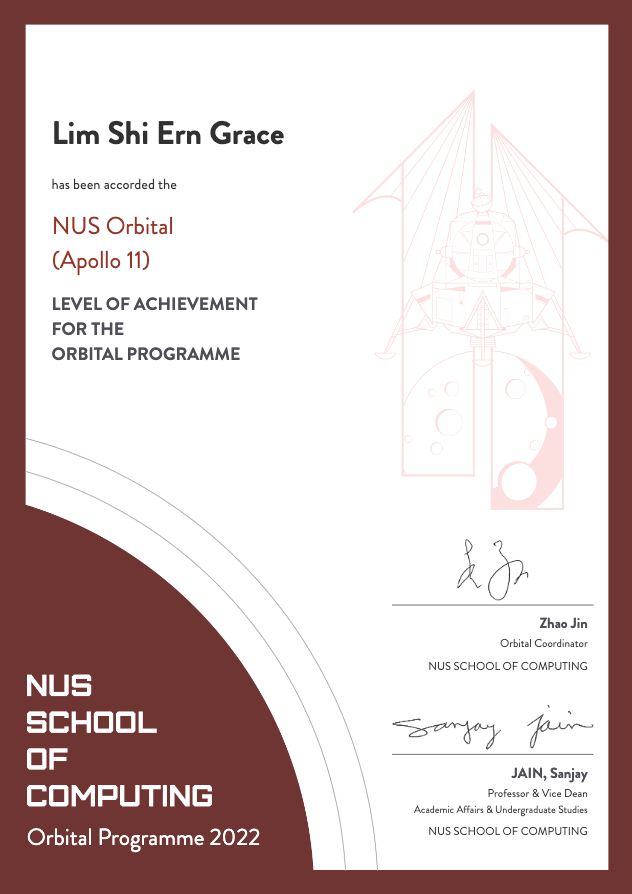 Lim Shi Ern Grace
has been accorded the
NUS Orbital
(Apollo 11)
LEVEL OF ACHIEVEMENT
FOR THE
ORBITAL PROGRAMME
Zhao Jin
Orbital Coordinator
NUS SCHOOL OF COMPUTING
Sanjay jain
JAIN, Sanjay
Professor & Vice Dean
Academic Affairs & Undergraduate Studies
NUS SCHOOL OF COMPUTING
NUS
SCHOOL
OF
COMPUTING
Orbital Programme 2022